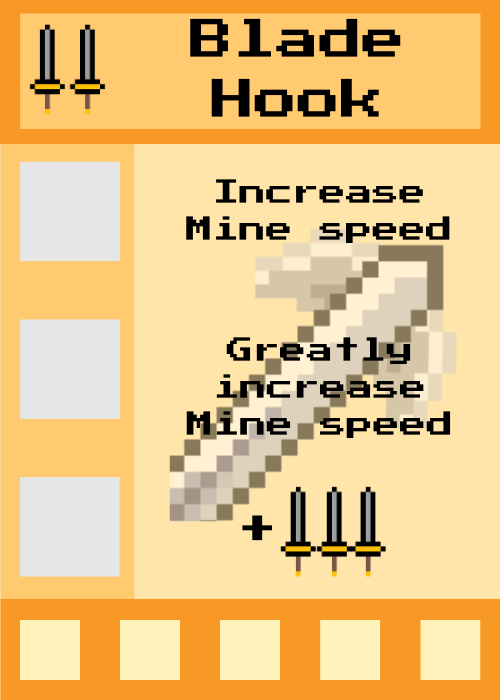 Blade
Hook
Increase
Mine speed
Greatly
increase
Mine speed
+